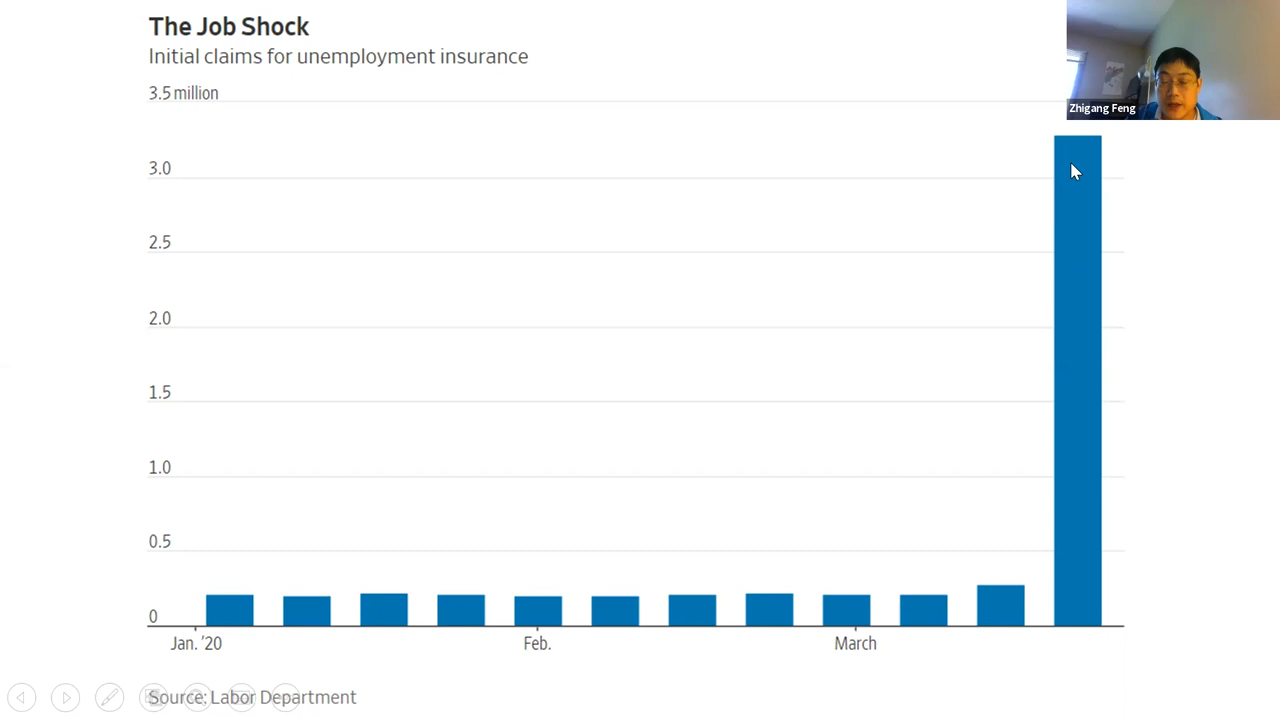 The Job Shock
Initial claims for unemployment insurance
3.5 million
Zhigang Feng
3.0
2.5
2.0
1.5
1.0
0.5
0
Jan. ’20 Feb. March
Source: Labor Department